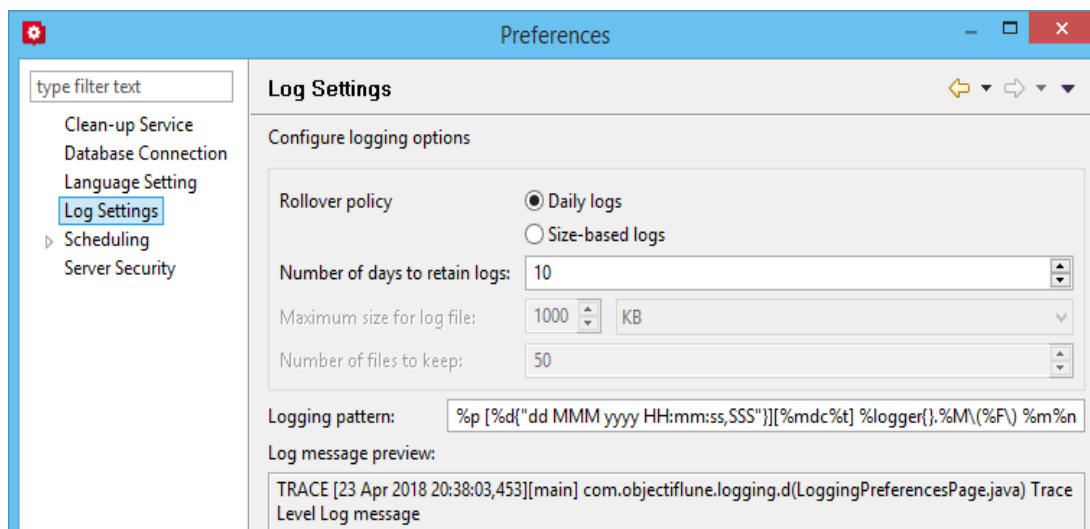 Preferences
type filter text
Clean-up Service
Database Connection
Language Setting
Log Settings
Scheduling
Server Security
Log Settings
Configure logging options
Rollover policy
Daily logs
Size-based logs
Number of days to retain logs: 10
Maximum size for log file: 1000 KB
Number of files to keep: 50
Logging pattern: %p [%d{"dd MMM yyyy HH:mm:ss,SSS"}][%mdc%t] %logger{}.%M\(%F\) %m%n
Log message preview:
TRACE [23 Apr 2018 20:38:03,453][main] com.objectiflune.logging.d(LoggingPreferencesPage.java) Trace
Level Log message